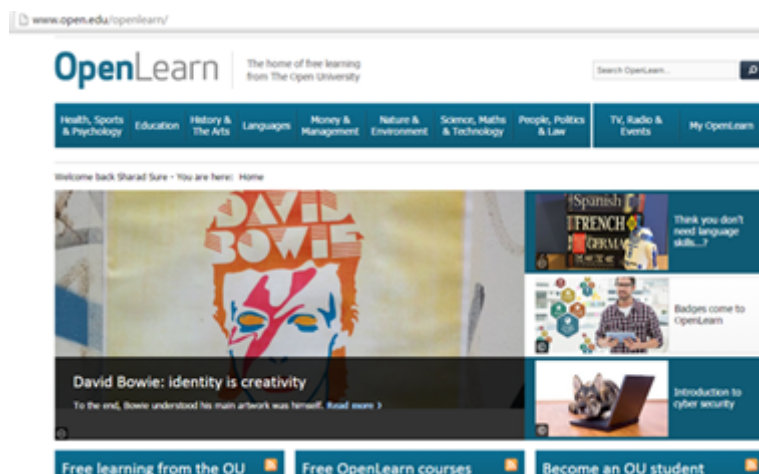 www.open.edu/openlearn/
OpenLearn
The home of free learning
from The Open University
Search OpenLearn...
Health, Sports
& Psychology
Education
History &
The Arts
Languages
Money &
Management
Nature &
Environment
Science, Maths
& Technology
People, Politics
& Law
TV, Radio &
Events
My OpenLearn
Welcome back Sharad Sure - You are here: Home
DAVID
BOWIE
David Bowie: identity is creativity
To the end, Bowie understood his main artwork was himself. Read more >
Spanish
FRENCH
GERMA
Think you don't
need language
skills...?
Badges come to
OpenLearn
Introduction to
cyber security
Free learning from the OU
Free OpenLearn courses
Become an OU student